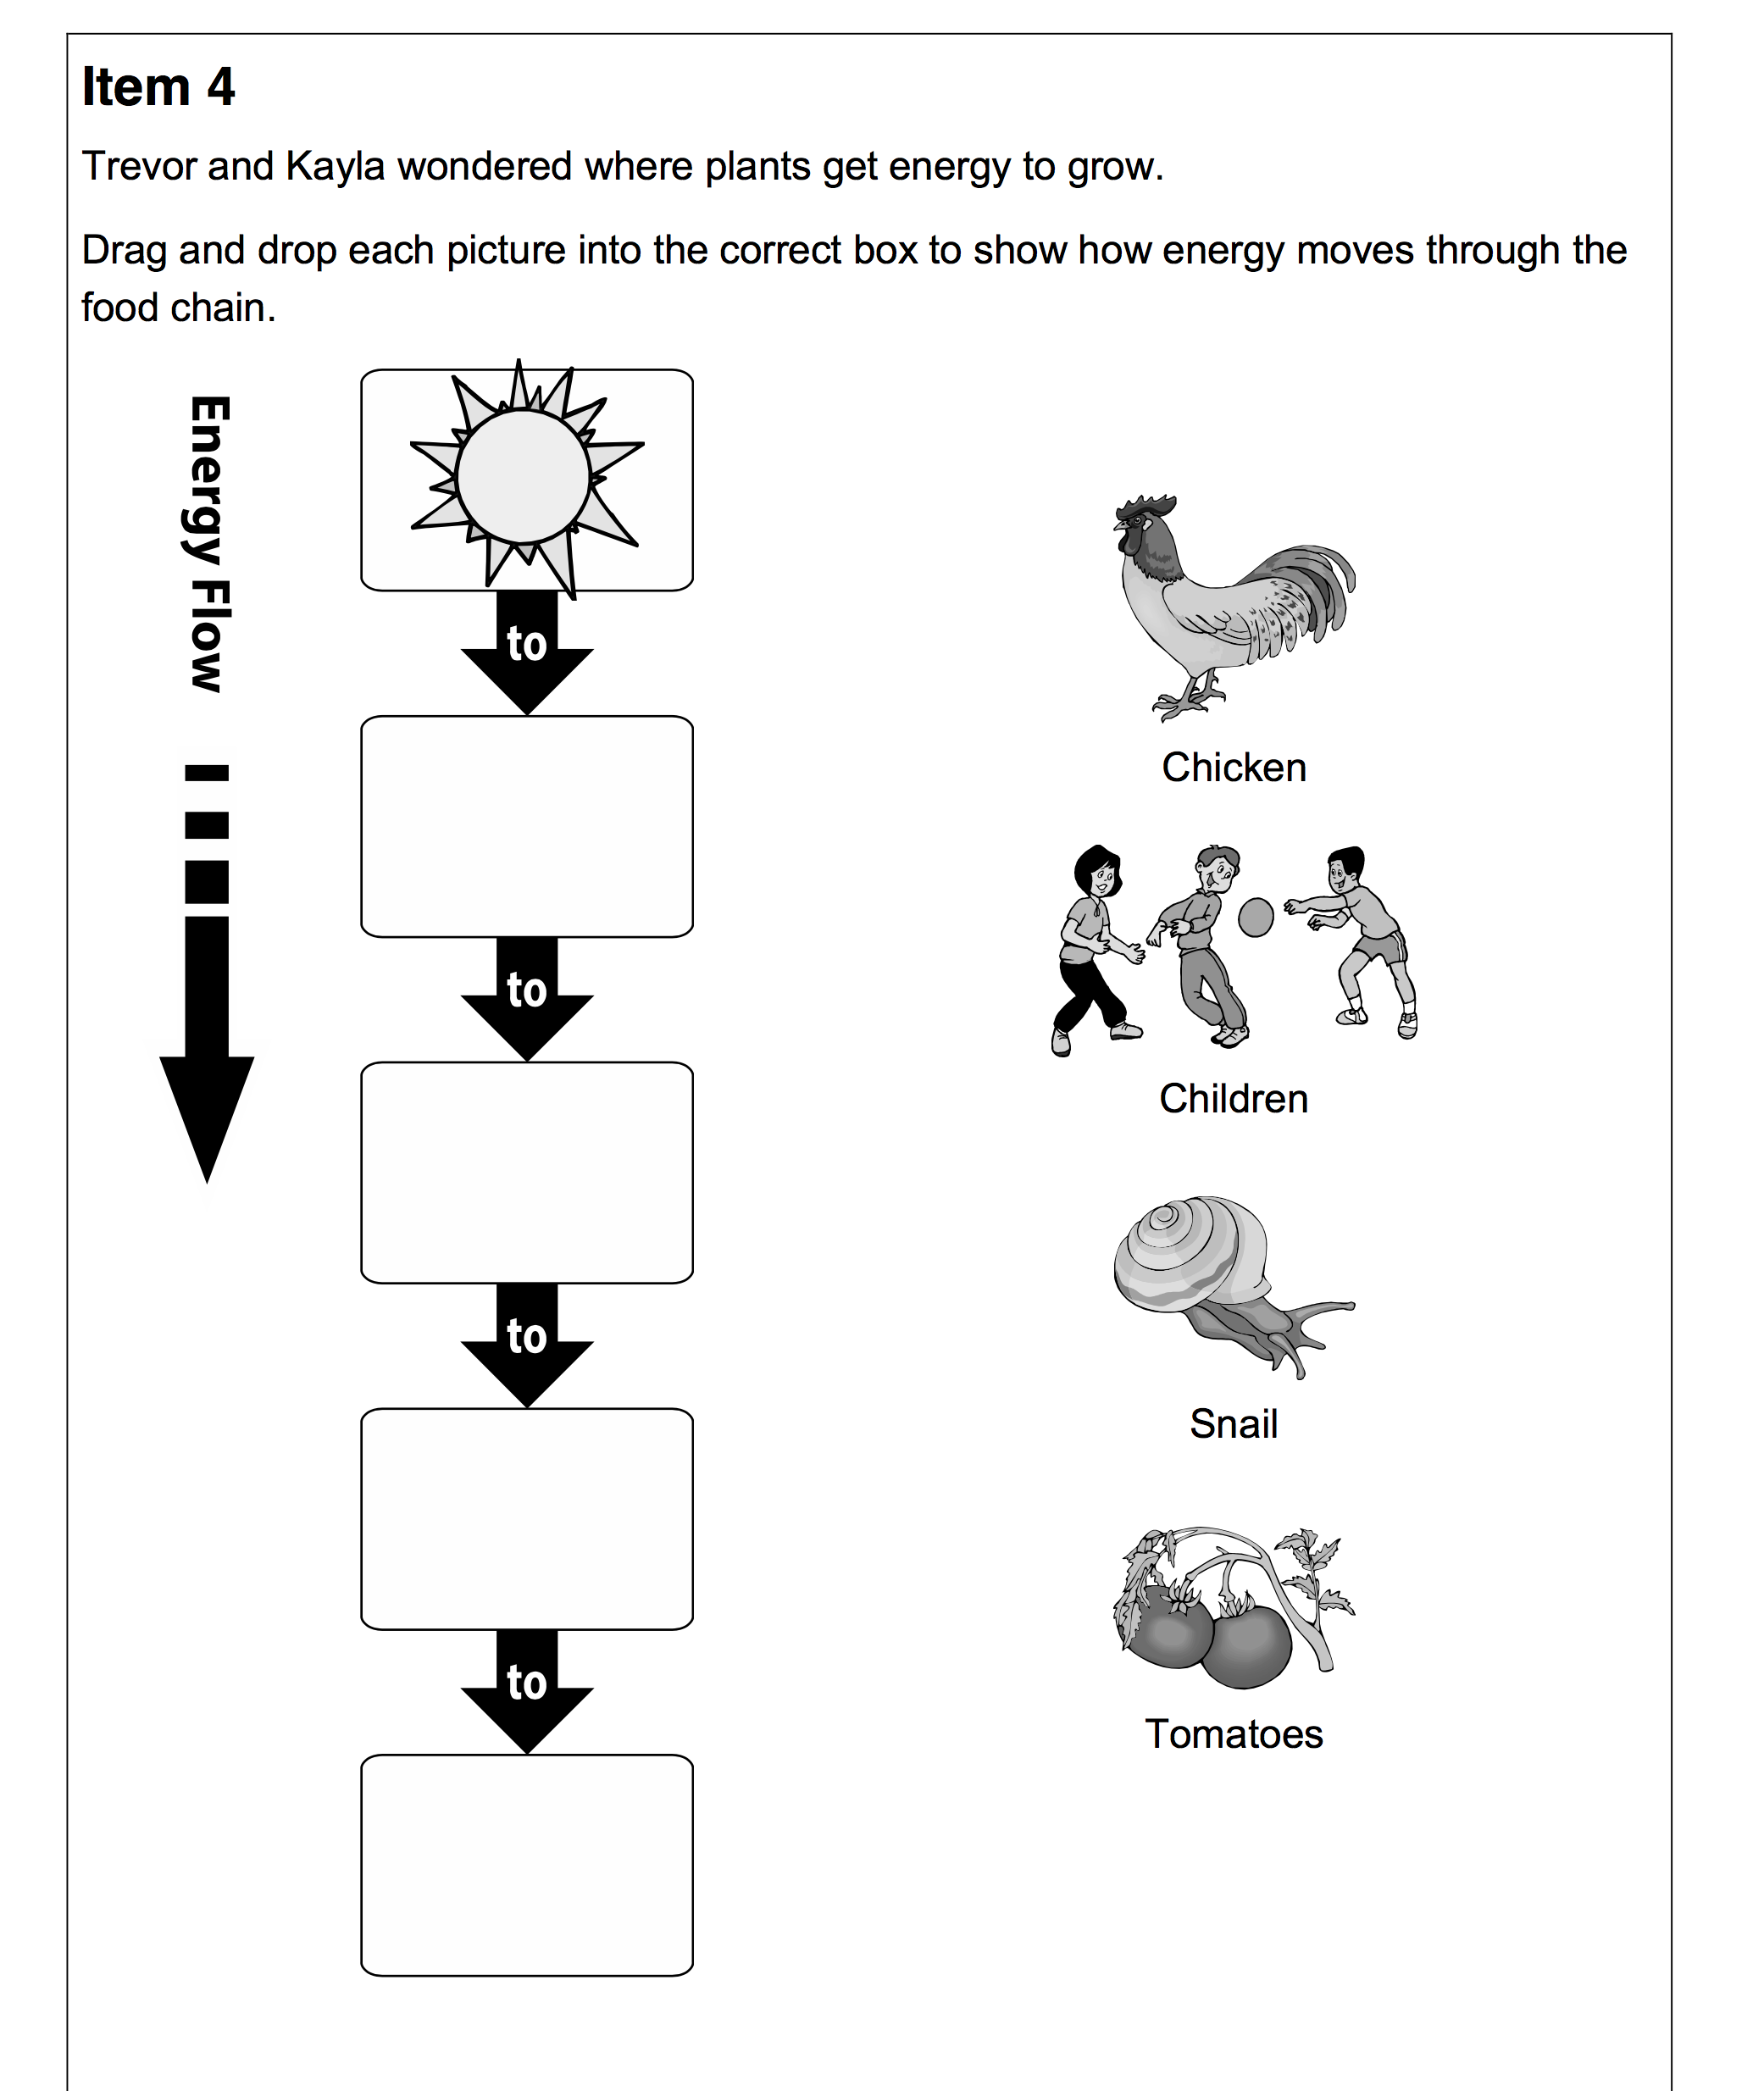 Item 4
Trevor and Kayla wondered where plants get energy to grow.
Drag and drop each picture into the correct box to show how energy moves through the
food chain.
Energy Flow
to
to
to
to
Chicken
Children
Snail
Tomatoes